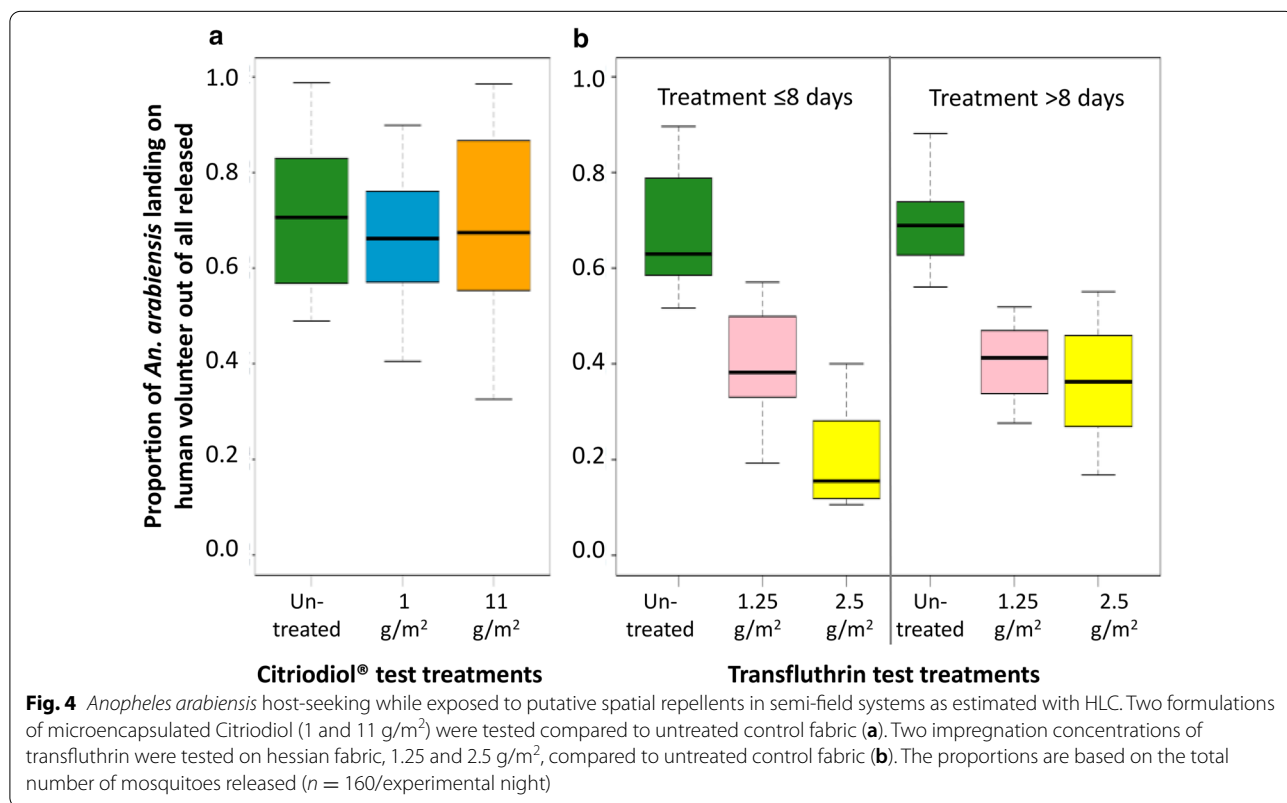 a
b
Proportion of An. arabiensis landing on
human volunteer out of all released
1.0
0.8
0.6
0.4
0.2
0.0
Un-
treated
1
g/m²
11
g/m²
Citriodiol® test treatments
1.0
0.8
0.6
0.4
0.2
0.0
Treatment ≤8 days
Treatment >8 days
Un-
treated
1.25
g/m²
2.5
g/m²
Un-
treated
1.25
g/m²
2.5
g/m²
Transfluthrin test treatments
Fig. 4 Anopheles arabiensis host-seeking while exposed to putative spatial repellents in semi-field systems as estimated with HLC. Two formulations
of microencapsulated Citriodiol (1 and 11 g/m²) were tested compared to untreated control fabric (a). Two impregnation concentrations of
transfluthrin were tested on hessian fabric, 1.25 and 2.5 g/m², compared to untreated control fabric (b). The proportions are based on the total
number of mosquitoes released (n = 160/experimental night)